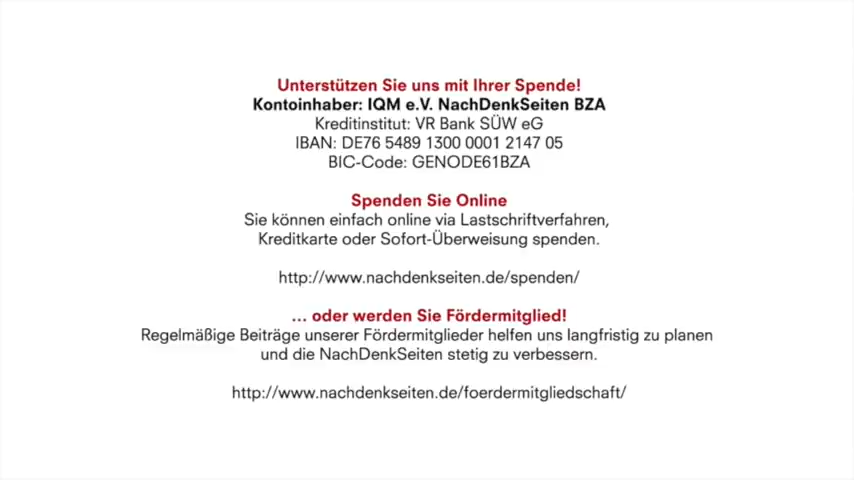 Unterstützen Sie uns mit Ihrer Spende!
Kontoinhaber: IQM e.V. NachDenkSeiten BZA
Kreditinstitut: VR Bank SÜW eG
IBAN: DE76 5489 1300 0001 2147 05
BIC-Code: GENODE61BZA
Spenden Sie Online
Sie können einfach online via Lastschriftverfahren,
Kreditkarte oder Sofort-Überweisung spenden.
http://www.nachdenkseiten.de/spenden/
... oder werden Sie Fördermitglied!
Regelmäßige Beiträge unserer Fördermitglieder helfen uns langfristig zu planen
und die NachDenkSeiten stetig zu verbessern.
http://www.nachdenkseiten.de/foerdermitgliedschaft/